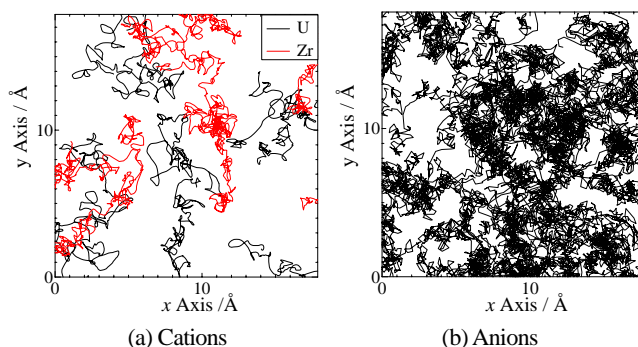 U
Zr
y Axis / Å
10
0
0
10
x Axis /Å
(a) Cations
y Axis / Å
10
0
0
10
x Axis / Å
(b) Anions